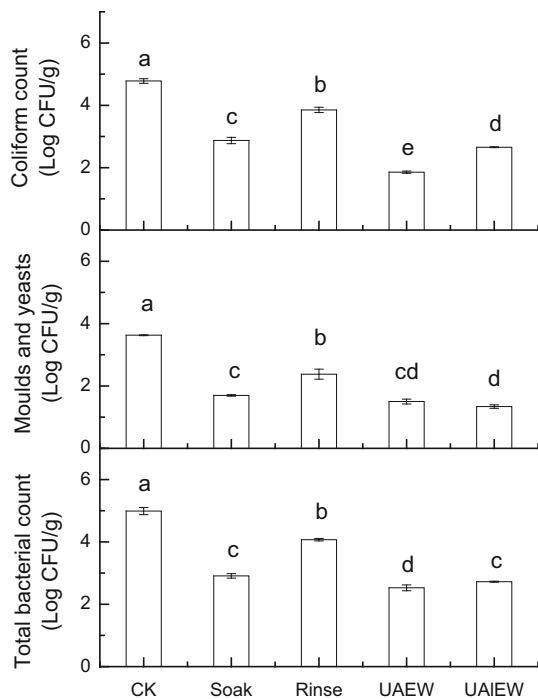 Coliform count
(Log CFU/g)
6
4
2
0
a
c
b
e
d
Moulds and yeasts
(Log CFU/g)
6
4
2
0
a
c
b
cd
d
Total bacterial count
(Log CFU/g)
6
4
2
0
a
c
b
d
c
CK Soak Rinse UAEW UAlEW